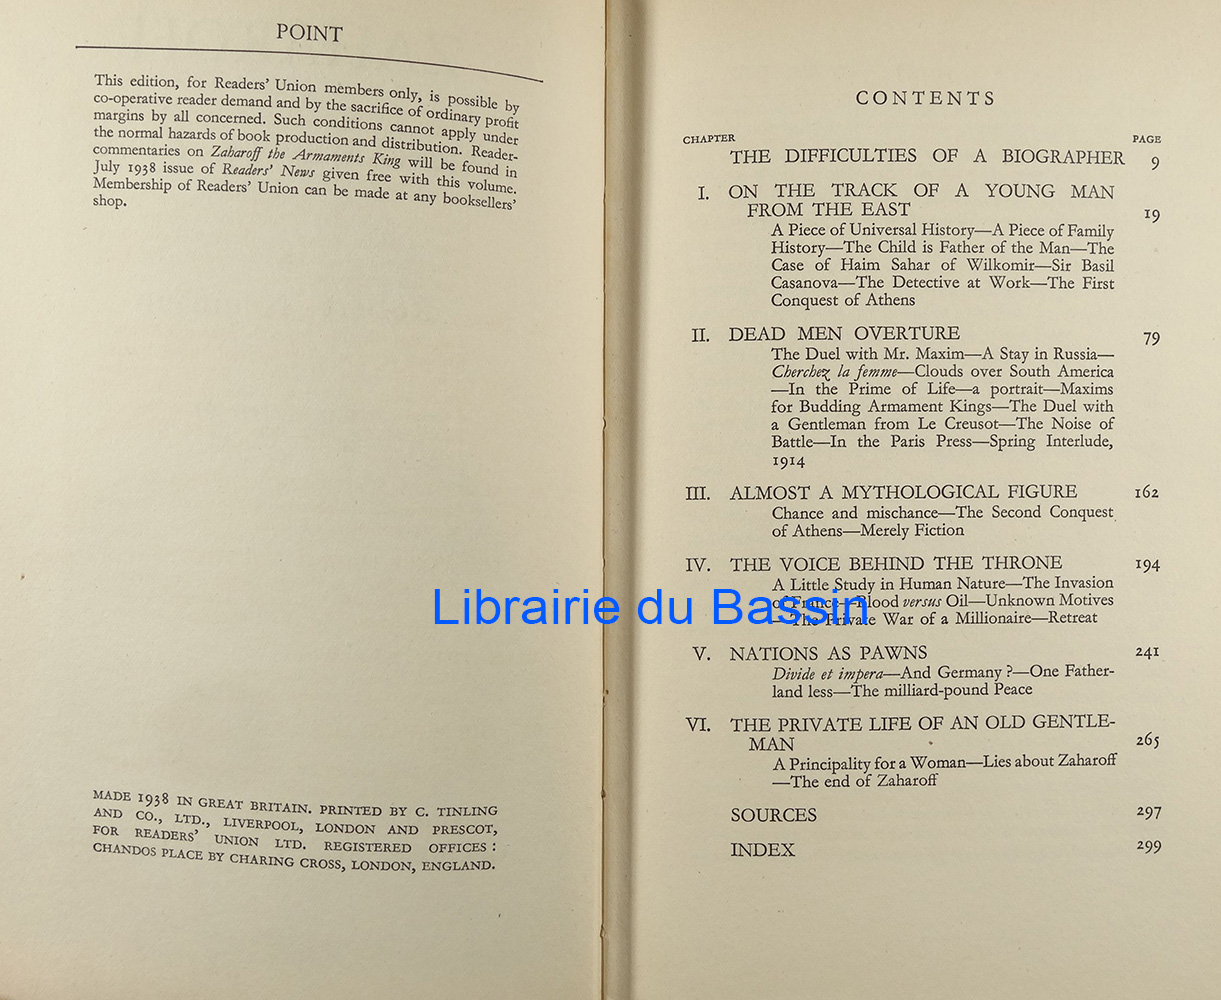 POINT
This edition, for Readers' Union members only, is possible by
co-operative reader demand and by the sacrifice of ordinary profit
margins by all concerned. Such conditions cannot apply under
the normal hazards of book production and distribution. Reader-
commentaries on Zaharoff the Armaments King will be found in
July 1938 issue of Readers' News given free with this volume.
Membership of Readers' Union can be made at any booksellers'
shop.
MADE 1938 IN GREAT BRITAIN. PRINTED BY C. TINLING
AND CO., LTD., LIVERPOOL, LONDON AND PRESCOT,
FOR READERS' UNION LTD. REGISTERED OFFICES :
CHANDOS PLACE BY CHARING CROSS, LONDON, ENGLAND.
CONTENTS
CHAPTER PAGE
THE DIFFICULTIES OF A BIOGRAPHER 9
I. ON THE TRACK OF A YOUNG MAN
FROM THE EAST 19
A Piece of Universal History—A Piece of Family
History—The Child is Father of the Man—The
Case of Haim Sahar of Wilkomir—Sir Basil
Casanova—The Detective at Work—The First
Conquest of Athens
II. DEAD MEN OVERTURE 79
The Duel with Mr. Maxim—A Stay in Russia—
Cherchez la femme—Clouds over South America
—In the Prime of Life—a portrait—Maxims
for Budding Armament Kings—The Duel with
a Gentleman from Le Creusot—The Noise of
Battle—In the Paris Press—Spring Interlude,
1914
III. ALMOST A MYTHOLOGICAL FIGURE 162
Chance and mischance—The Second Conquest
of Athens—Merely Fiction
IV. THE VOICE BEHIND THE THRONE 194
A Little Study in Human Nature—The Invasion
of France—Blood versus Oil—Unknown Motives
—The Private War of a Millionaire—Retreat
V. NATIONS AS PAWNS 241
Divide et impera—And Germany ?—One Father-
land less—The milliard-pound Peace
VI. THE PRIVATE LIFE OF AN OLD GENTLE-
MAN 265
A Principality for a Woman—Lies about Zaharoff
—The end of Zaharoff
SOURCES 297
INDEX 299
Librairie du Bassin